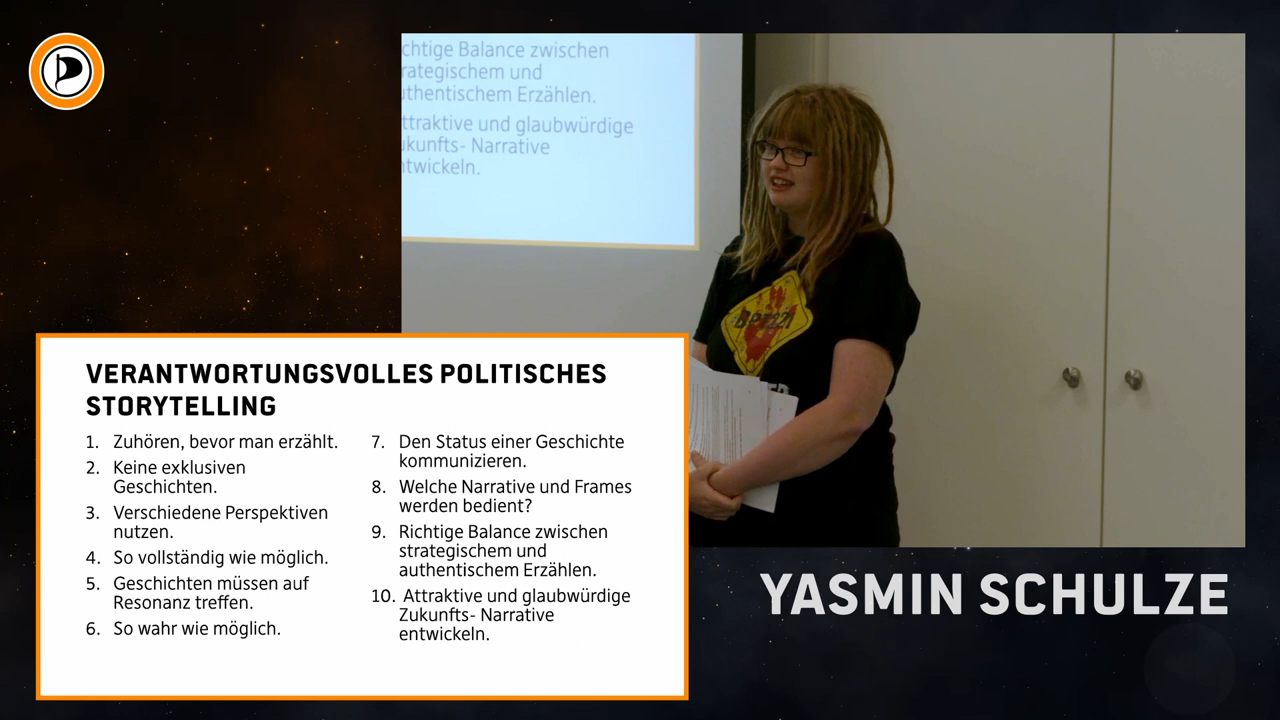 chtige Balance zwischen
rategischem und
uthentischem Erzählen.
ttraktive und glaubwürdige
ukunfts- Narrative
ntwickeln.
BPT221
VERANTWORTUNGSVOLLES POLITISCHES
STORYTELLING
1. Zuhören, bevor man erzählt.
2. Keine exklusiven
Geschichten.
3. Verschiedene Perspektiven
nutzen.
4. So vollständig wie möglich.
5. Geschichten müssen auf
Resonanz treffen.
6. So wahr wie möglich.
7. Den Status einer Geschichte
kommunizieren.
8. Welche Narrative und Frames
werden bedient?
9. Richtige Balance zwischen
strategischem und
authentischem Erzählen.
10. Attraktive und glaubwürdige
Zukunfts- Narrative
entwickeln.
YASMIN SCHULZE